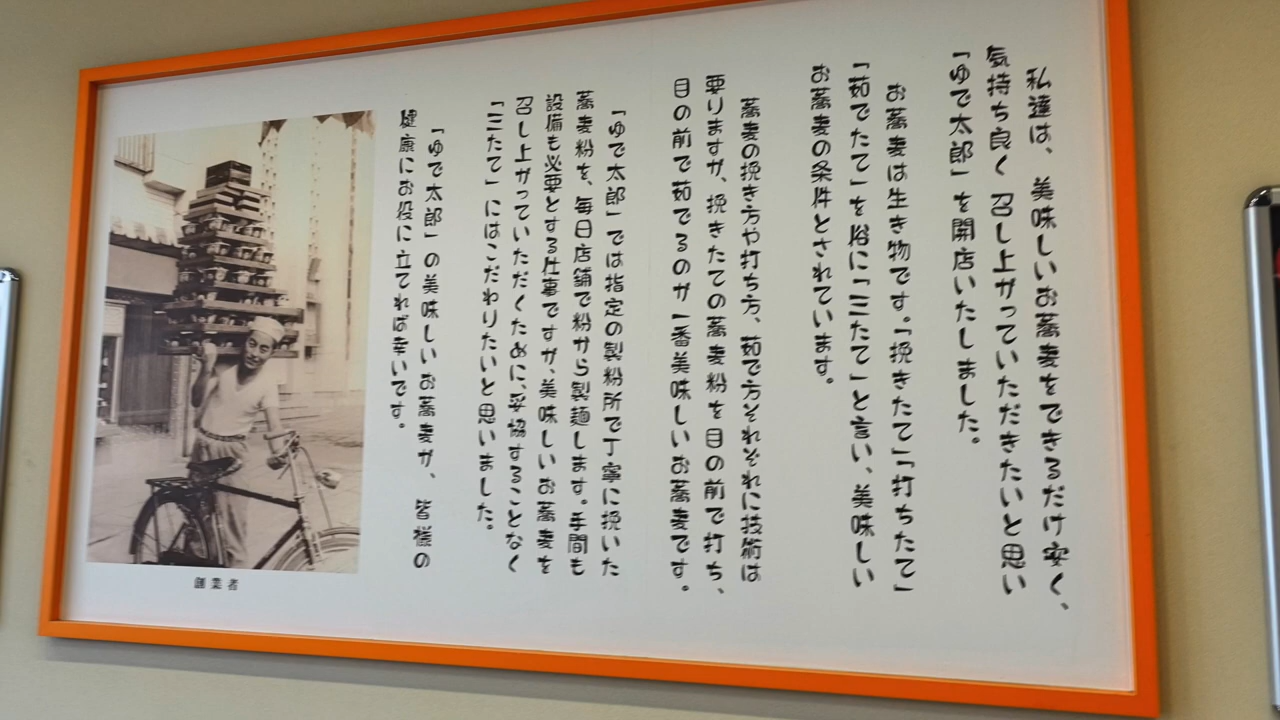 私達は、美味しいお蕎麦をできるだけ安く、
気持ち良く 召し上がっていただきたいと思い
「ゆで太郎」を開店いたしました。
お蕎麦は生き物です。「挽きたて」「打ちたて」
「茹でたて」を俗に「三たて」と言い、美味しい
お蕎麦の条件とされています。
蕎麦の挽き方や打ち方、茹で方それぞれに技術は
要りますが、挽きたての蕎麦粉を目の前で打ち、
目の前で茹でるのが一番美味しいお蕎麦です。
「ゆで太郎」では指定の製粉所で丁寧に挽いた
蕎麦粉を、毎日店舗で粉から製麺します。手間も
設備も必要とする仕事ですが、美味しいお蕎麦を
召し上がっていただくために、妥協することなく
「三たて」にはこだわりたいと思いました。
「ゆで太郎」の美味しいお蕎麦が、 皆様の
健康にお役に立てれば幸いです。
創業者